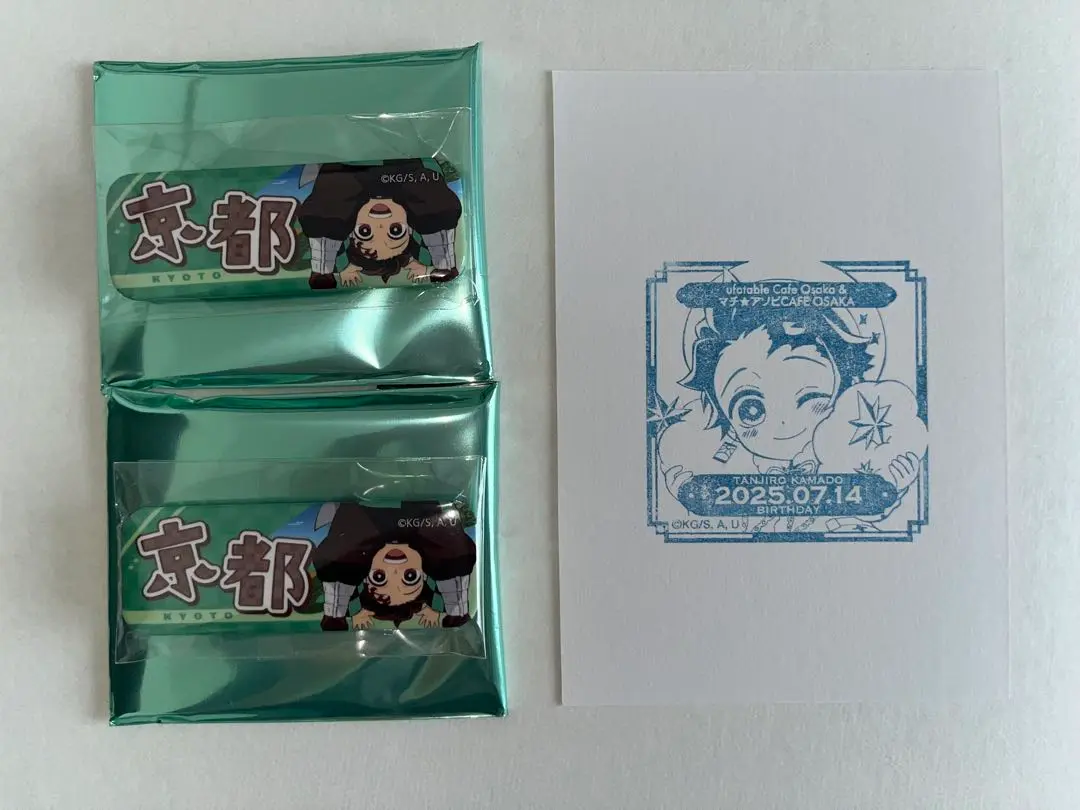 ©KG/S, A, U
京都
KYOTO
©KG/S, A, U
京都
KYOTO
ufotable Cafe Osaka &
マチ★アソビCAFE OSAKA
TANJIRO KAMADO
2025.07.14
BIRTHDAY
©KG/S, A, U